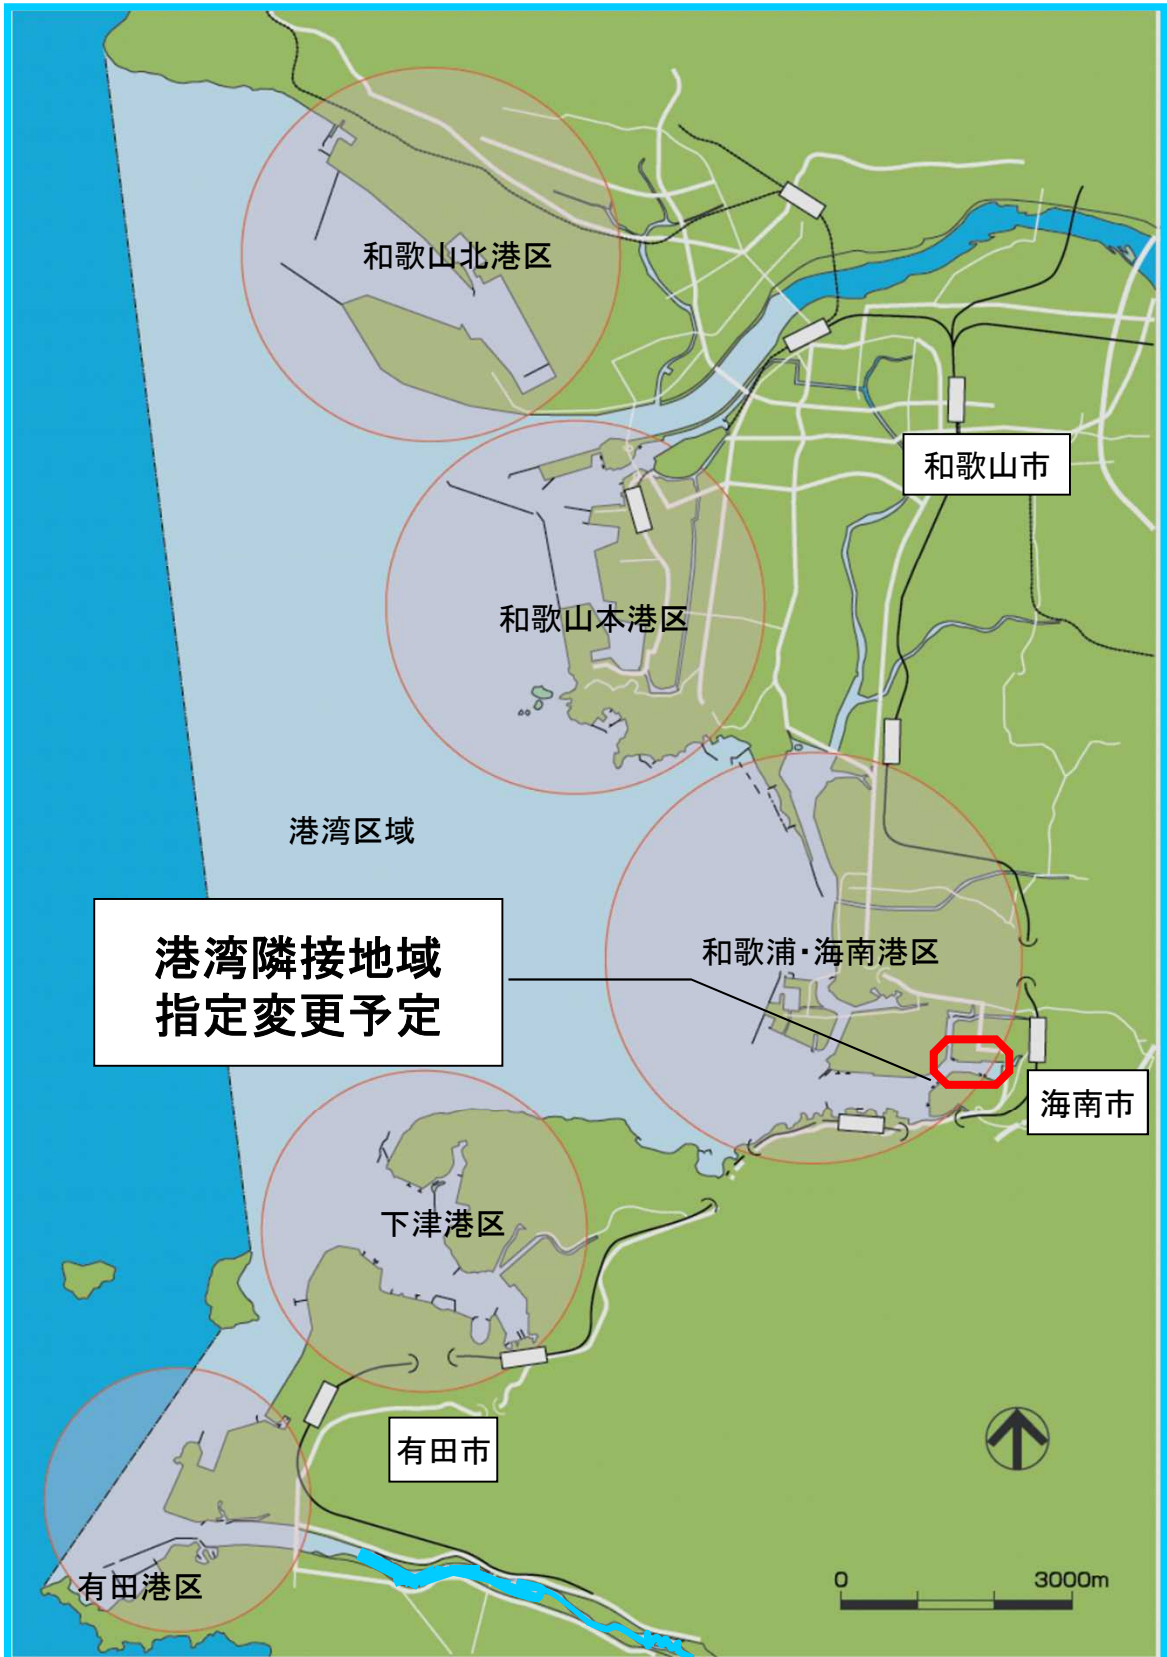 和歌山北港区
和歌山市
和歌山本港区
港湾区域
港湾隣接地域
指定変更予定
和歌浦・海南港区
海南市
下津港区
有田市
有田港区
0 3000m